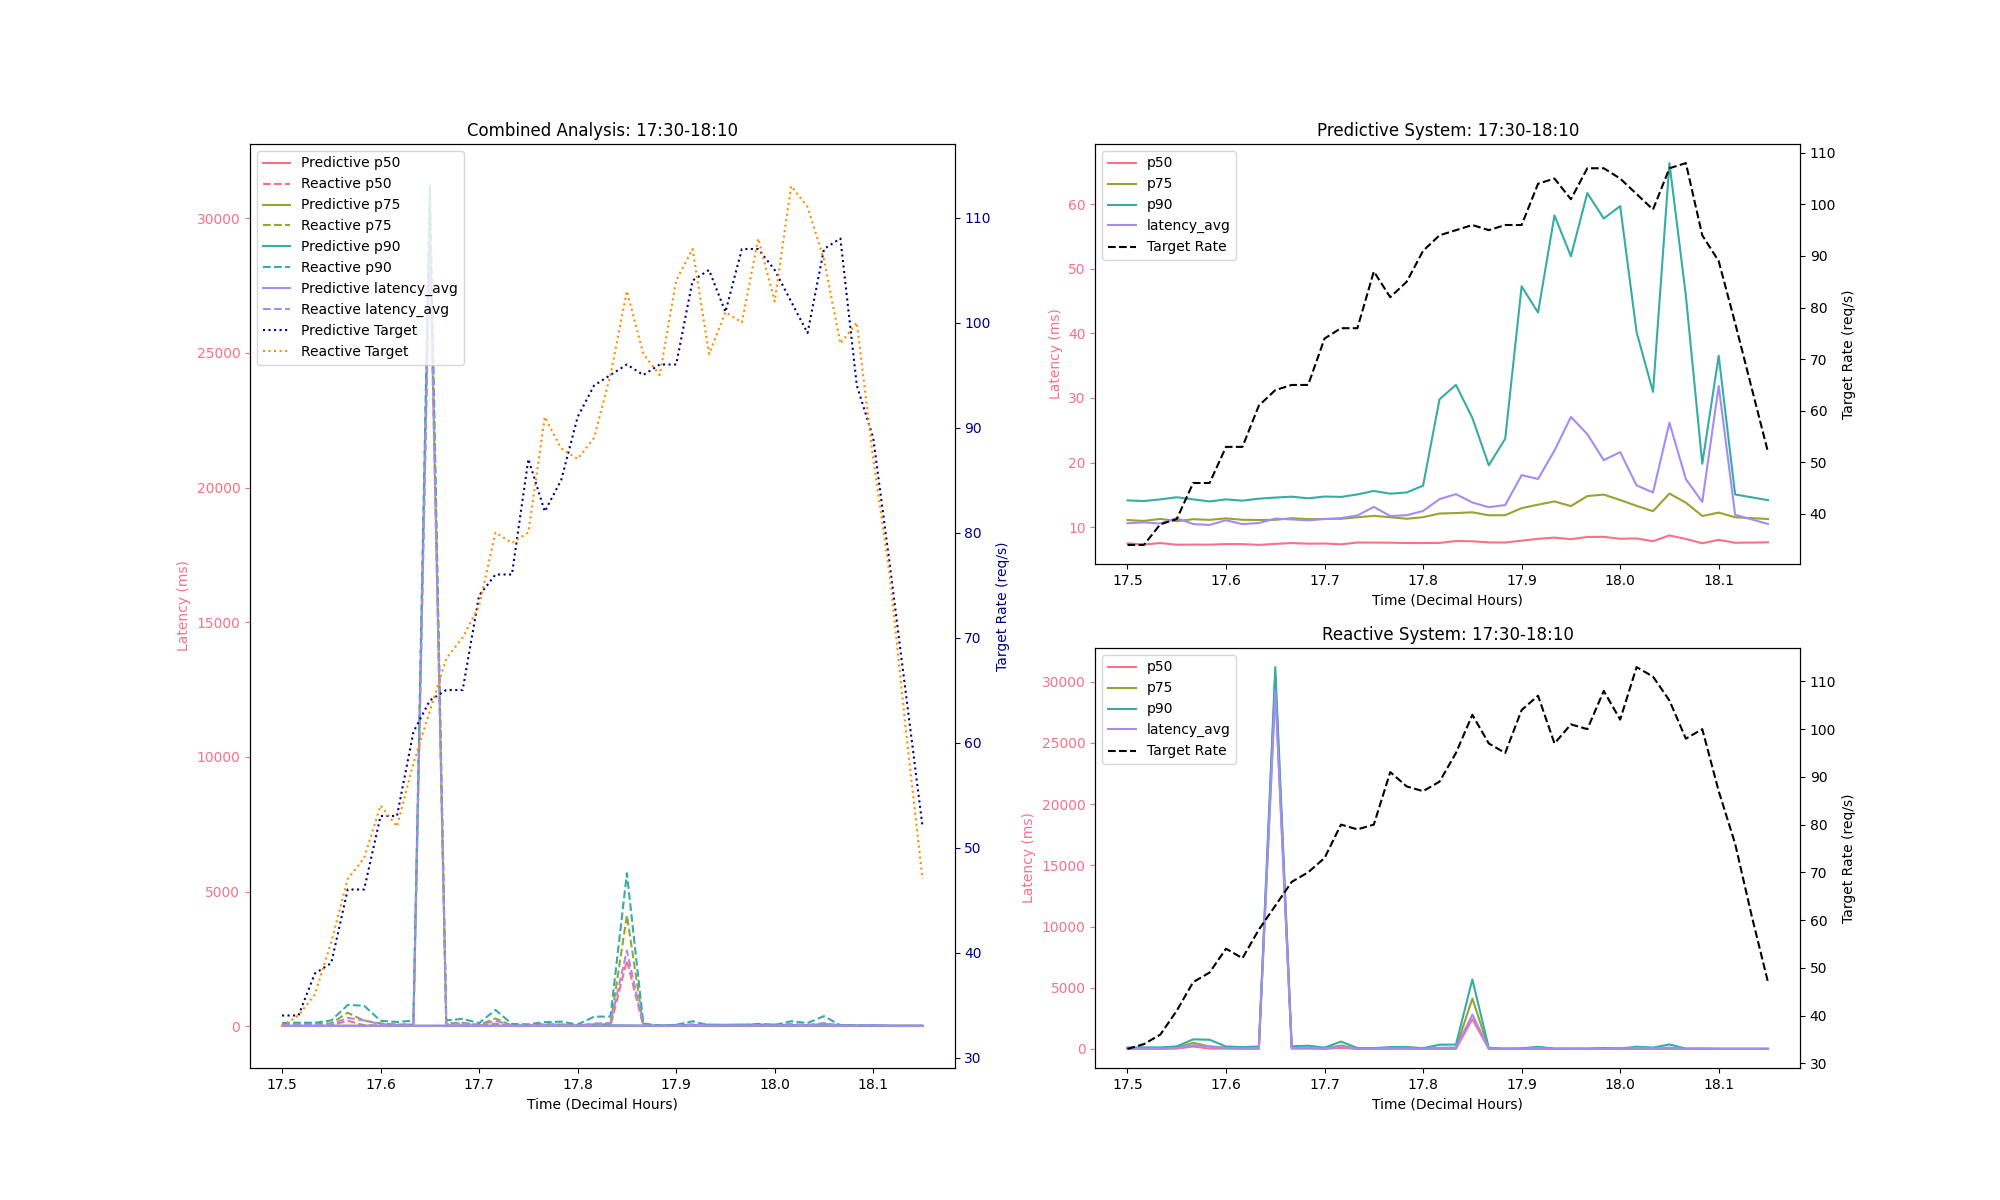 Combined Analysis: 17:30-18:10
Predictive p50
Reactive p50
Predictive p75
Reactive p75
Predictive p90
Reactive p90
Predictive latency_avg
Reactive latency_avg
Predictive Target
Reactive Target
Latency (ms)
30000
25000
20000
15000
10000
5000
0
110
100
90
80
70
60
50
40
30
Target Rate (req/s)
17.5 17.6 17.7 17.8 17.9 18.0 18.1
Time (Decimal Hours)
Predictive System: 17:30-18:10
p50
p75
p90
latency_avg
Target Rate
Latency (ms)
60
50
40
30
20
10
110
100
90
80
70
60
50
40
Target Rate (req/s)
17.5 17.6 17.7 17.8 17.9 18.0 18.1
Time (Decimal Hours)
Reactive System: 17:30-18:10
p50
p75
p90
latency_avg
Target Rate
Latency (ms)
30000
25000
20000
15000
10000
5000
0
110
100
90
80
70
60
50
40
30
Target Rate (req/s)
17.5 17.6 17.7 17.8 17.9 18.0 18.1
Time (Decimal Hours)